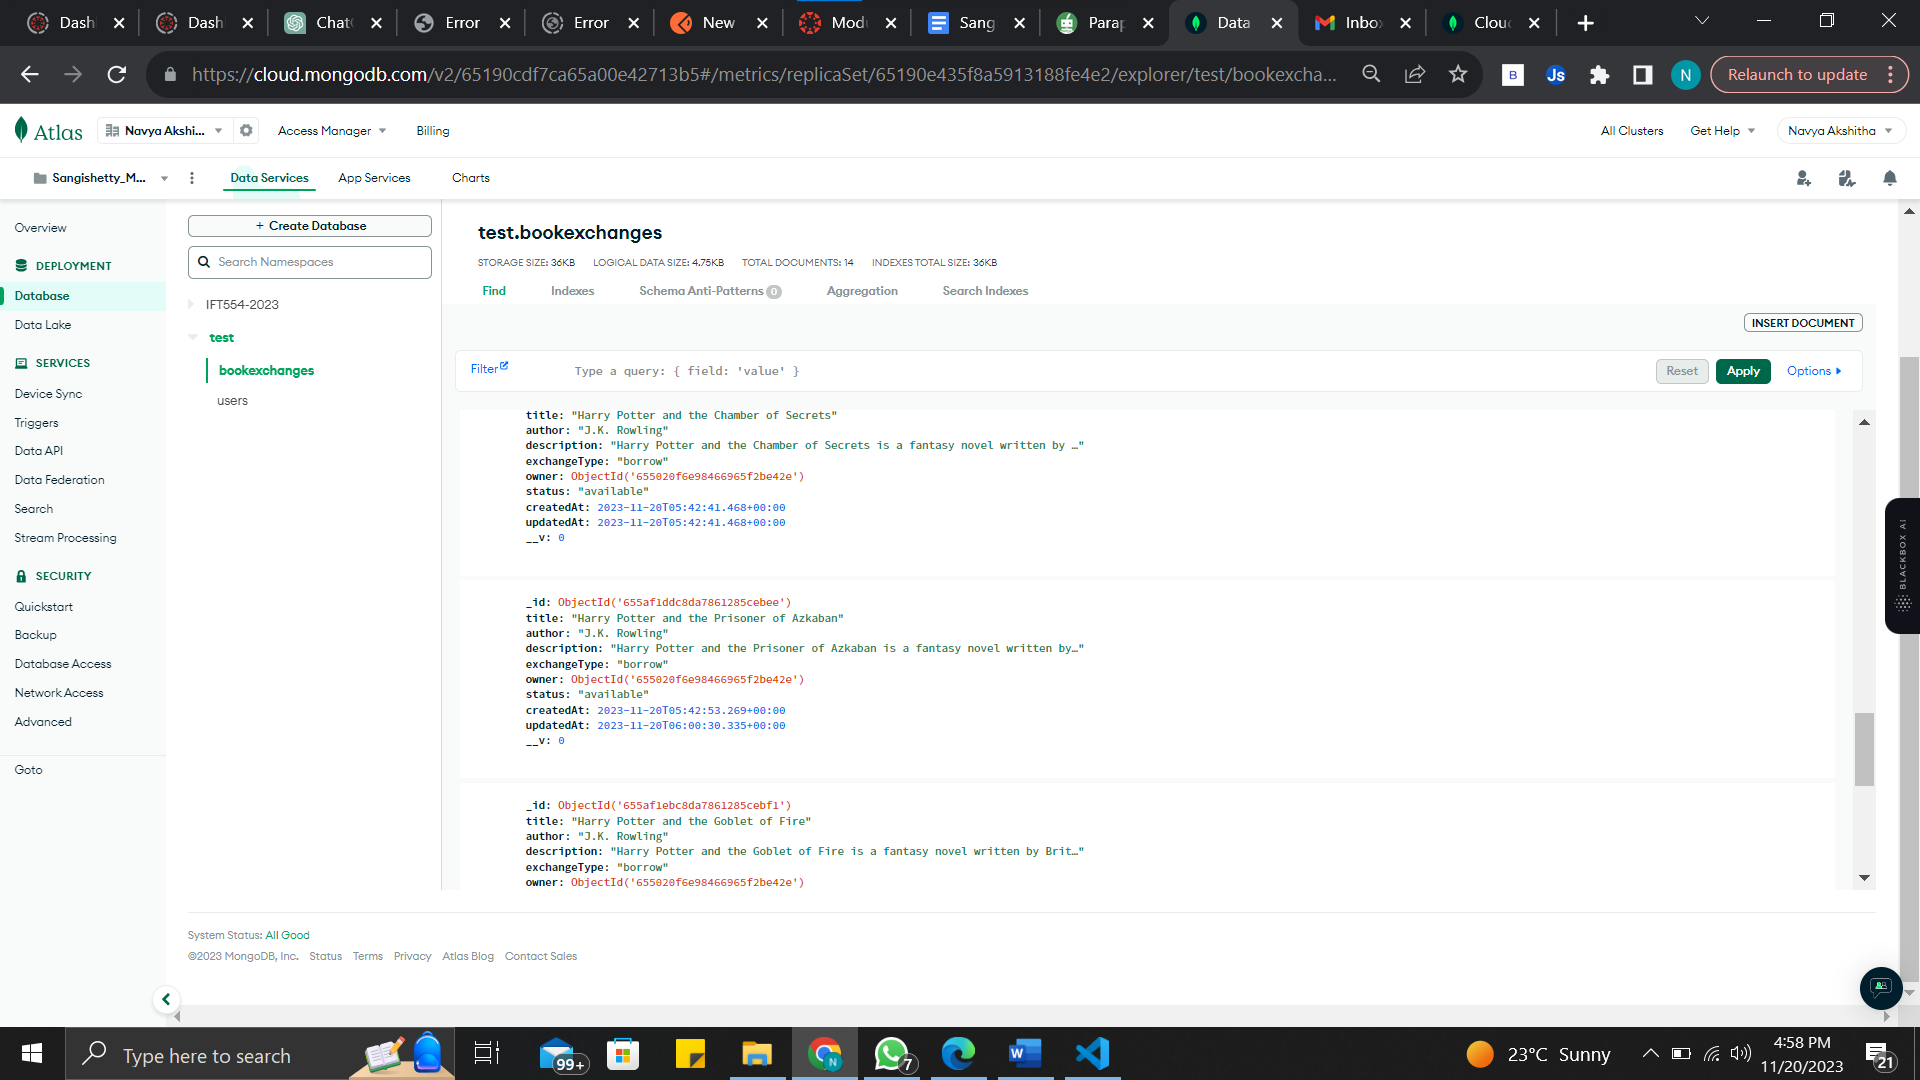 Dash
Dash
Chat
Error
Error
New
Mod
Sang
Parap
Data
Inbo
Clou
https://cloud.mongodb.com/v2/65190cdf7ca65a00e42713b5#/metrics/replicaSet/65190e435f8a5913188fe4e2/explorer/test/bookexcha...
B
Js
N
Relaunch to update
Atlas
Navya Akshi...
Access Manager
Billing
All Clusters
Get Help
Navya Akshitha
Sangishetty_M...
Data Services
App Services
Charts
Overview
DEPLOYMENT
Database
Data Lake
SERVICES
Device Sync
Triggers
Data API
Data Federation
Search
Stream Processing
SECURITY
Quickstart
Backup
Database Access
Network Access
Advanced
Goto
+ Create Database
Search Namespaces
IFT554-2023
test
bookexchanges
users
test.bookexchanges
STORAGE SIZE: 36KB LOGICAL DATA SIZE: 4.75KB TOTAL DOCUMENTS: 14 INDEXES TOTAL SIZE: 36KB
Find Indexes Schema Anti-Patterns 0 Aggregation Search Indexes
INSERT DOCUMENT
Filter Type a query: { field: 'value' } Reset Apply Options
title: "Harry Potter and the Chamber of Secrets"
author: "J.K. Rowling"
description: "Harry Potter and the Chamber of Secrets is a fantasy novel written by …"
exchangeType: "borrow"
owner: ObjectId('655020f6e98466965f2be42e')
status: "available"
createdAt: 2023-11-20T05:42:41.468+00:00
updatedAt: 2023-11-20T05:42:41.468+00:00
__v: 0
_id: ObjectId('655af1ddc8da7861285cebee')
title: "Harry Potter and the Prisoner of Azkaban"
author: "J.K. Rowling"
description: "Harry Potter and the Prisoner of Azkaban is a fantasy novel written by…"
exchangeType: "borrow"
owner: ObjectId('655020f6e98466965f2be42e')
status: "available"
createdAt: 2023-11-20T05:42:53.269+00:00
updatedAt: 2023-11-20T06:00:30.335+00:00
__v: 0
_id: ObjectId('655af1ebc8da7861285cebf1')
title: "Harry Potter and the Goblet of Fire"
author: "J.K. Rowling"
description: "Harry Potter and the Goblet of Fire is a fantasy novel written by Brit…"
exchangeType: "borrow"
owner: ObjectId('655020f6e98466965f2be42e')
BLACKBOX AI
System Status: All Good
©2023 MongoDB, Inc. Status Terms Privacy Atlas Blog Contact Sales
Type here to search
99+
N
7
W
23°C Sunny
4:58 PM
11/20/2023
21